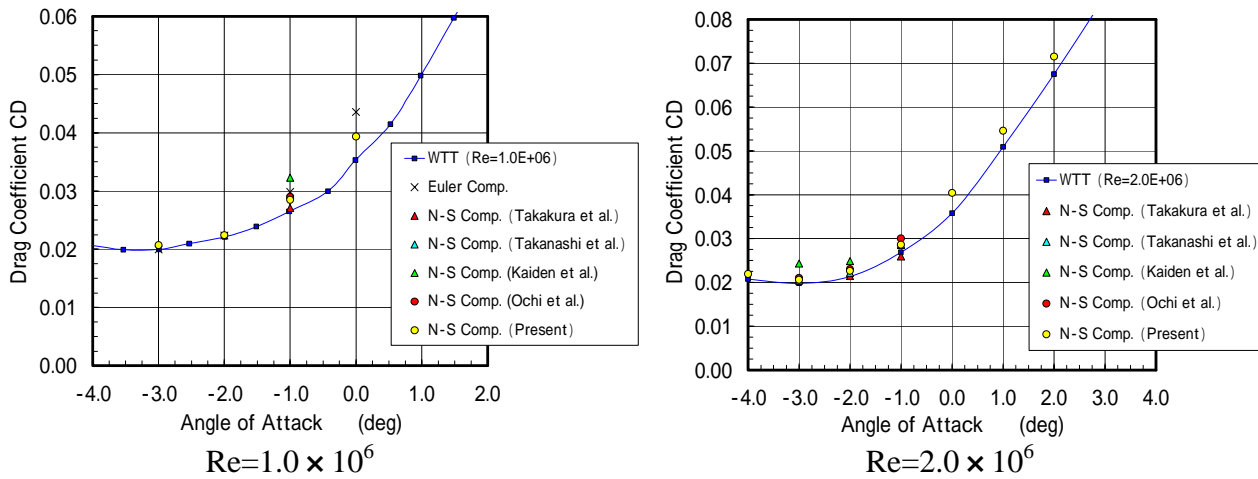 0.06
0.05
0.04
0.03
0.02
0.01
0.00
Drag Coefficient CD
-4.0 -3.0 -2.0 -1.0 0.0 1.0 2.0
Angle of Attack (deg)
WTT (Re=1.0E+06)
Euler Comp.
N-S Comp. (Takakura et al.)
N-S Comp. (Takanashi et al.)
N-S Comp. (Kaiden et al.)
N-S Comp. (Ochi et al.)
N-S Comp. (Present)
Re=1.0 × 10⁶
0.08
0.07
0.06
0.05
0.04
0.03
0.02
0.01
0.00
Drag Coefficient CD
-4.0 -3.0 -2.0 -1.0 0.0 1.0 2.0 3.0 4.0
Angle of Attack (deg)
WTT (Re=2.0E+06)
N-S Comp. (Takakura et al.)
N-S Comp. (Takanashi et al.)
N-S Comp. (Kaiden et al.)
N-S Comp. (Ochi et al.)
N-S Comp. (Present)
Re=2.0 × 10⁶